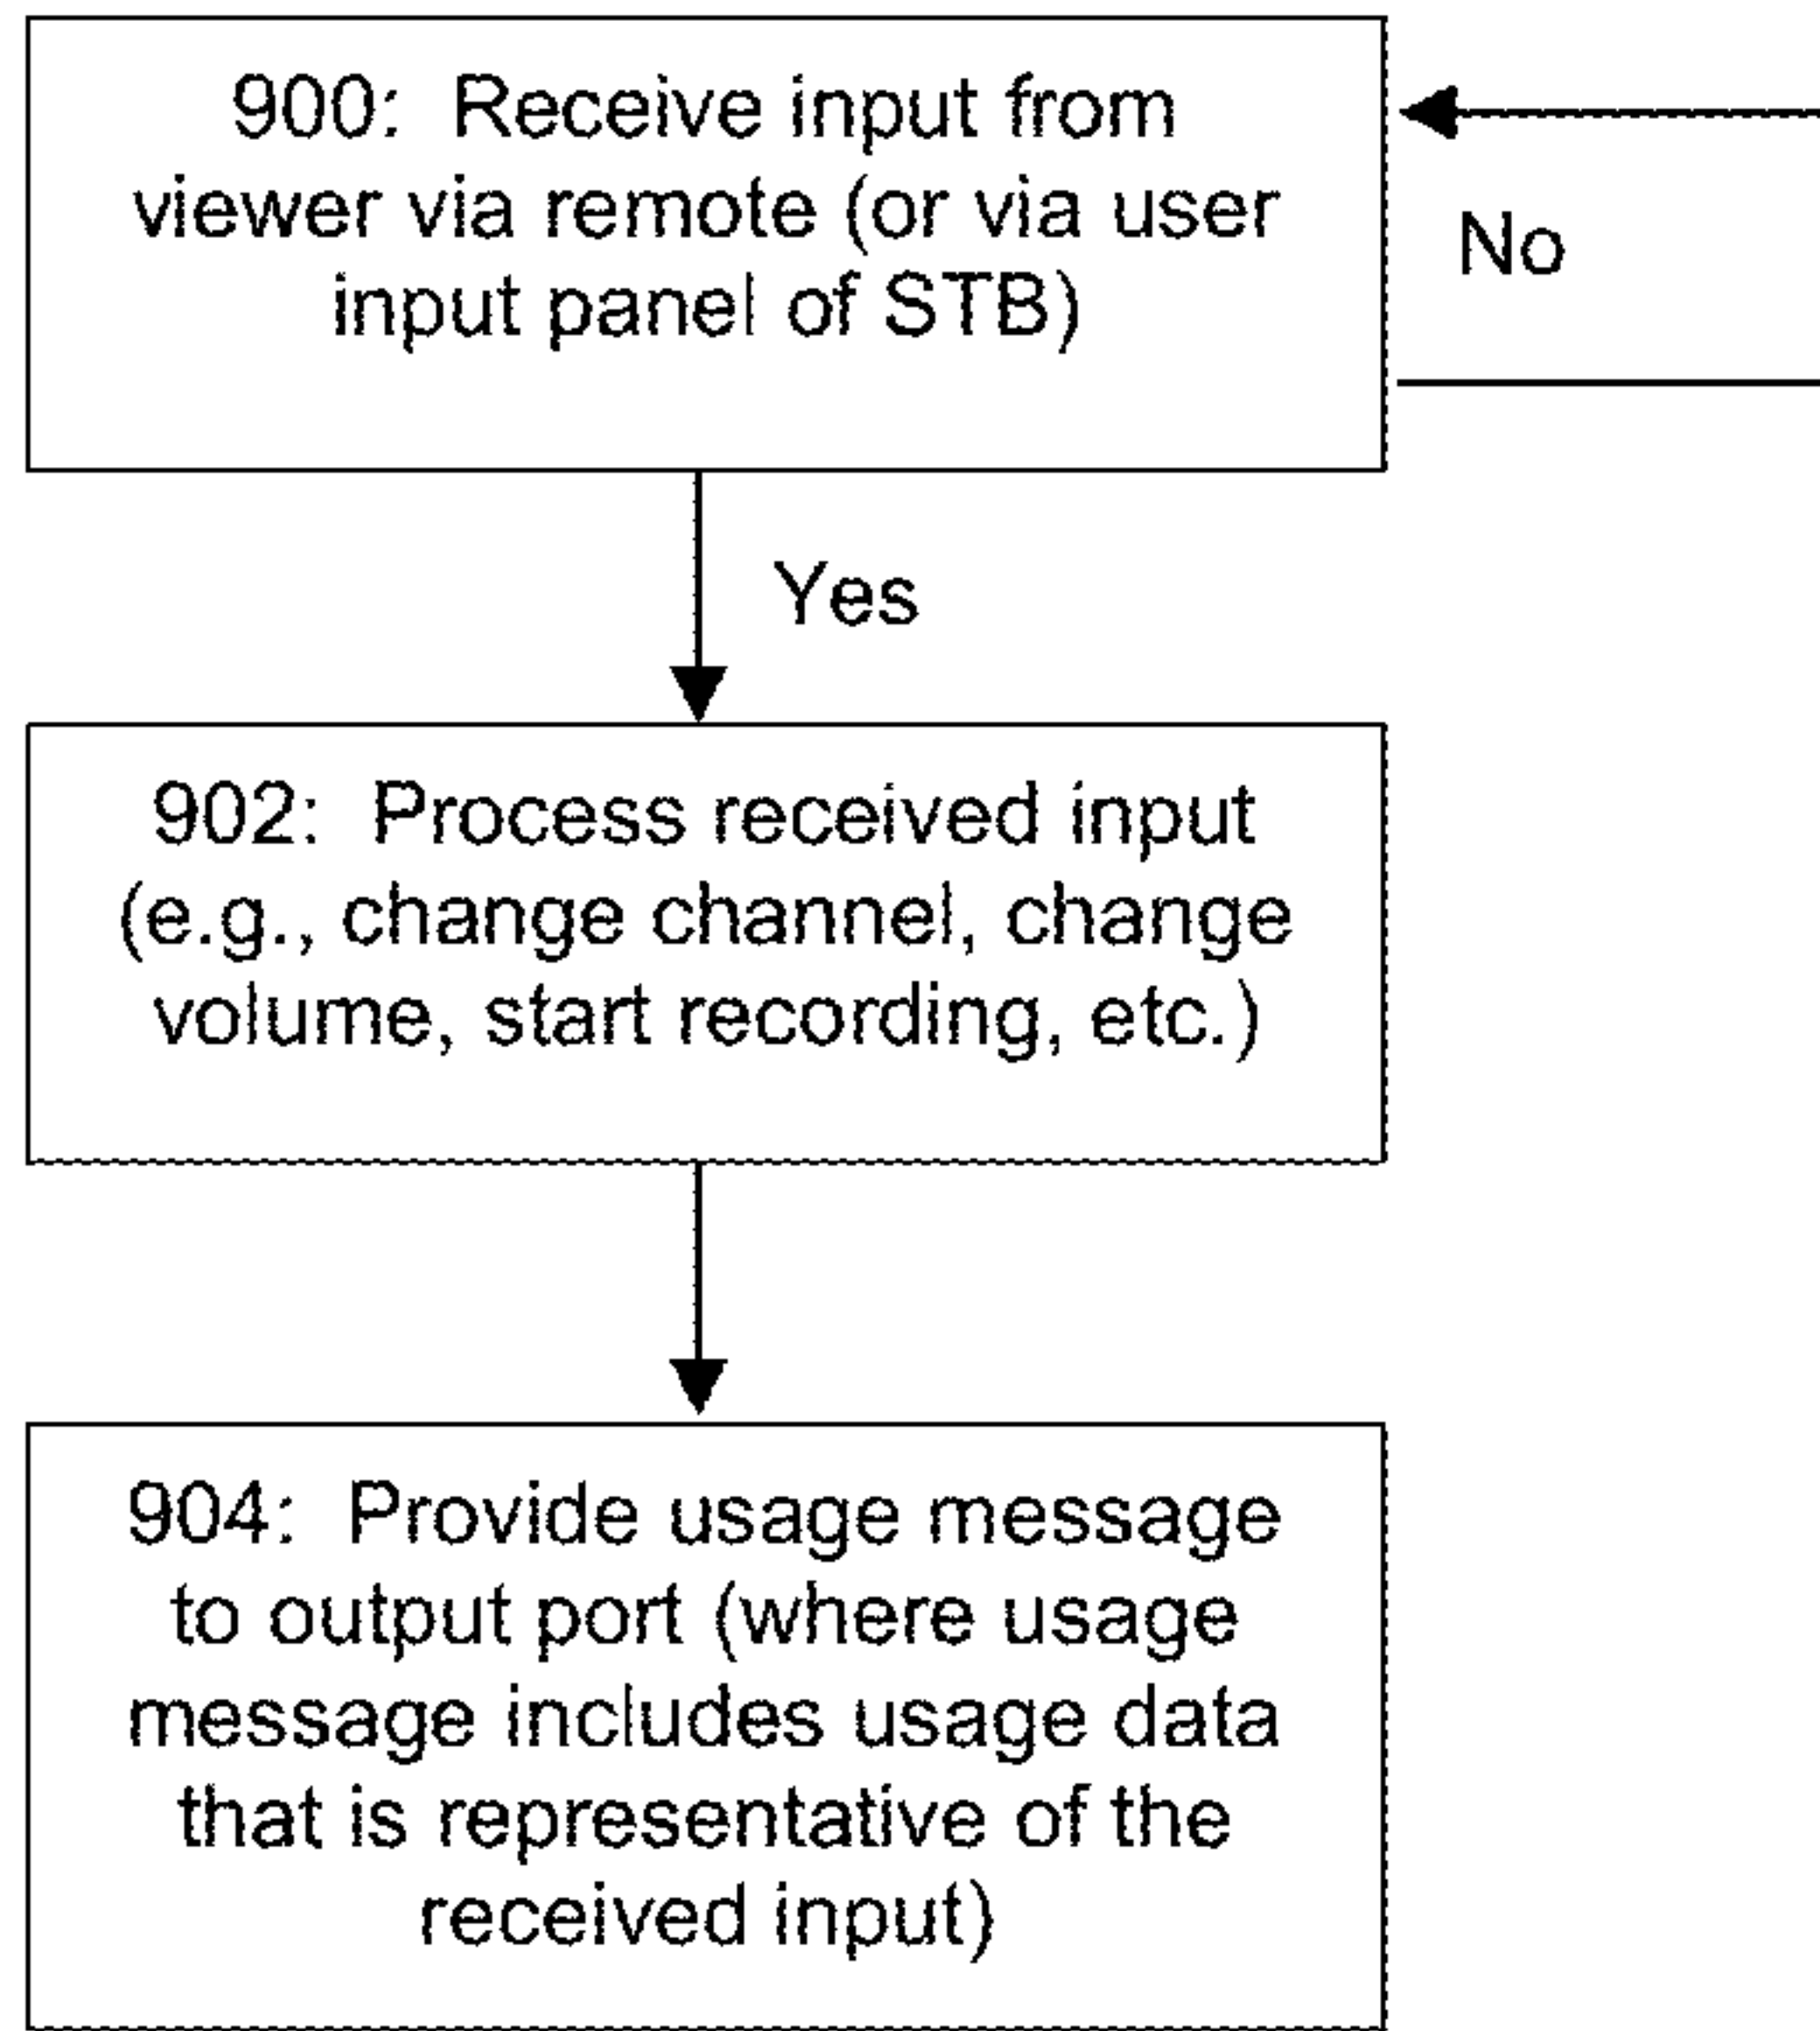 900: Receive input from
viewer via remote (or via user
input panel of STB)
No
Yes
902: Process received input
(e.g., change channel, change
volume, start recording, etc.)
904: Provide usage message
to output port (where usage
message includes usage data
that is representative of the
received input)